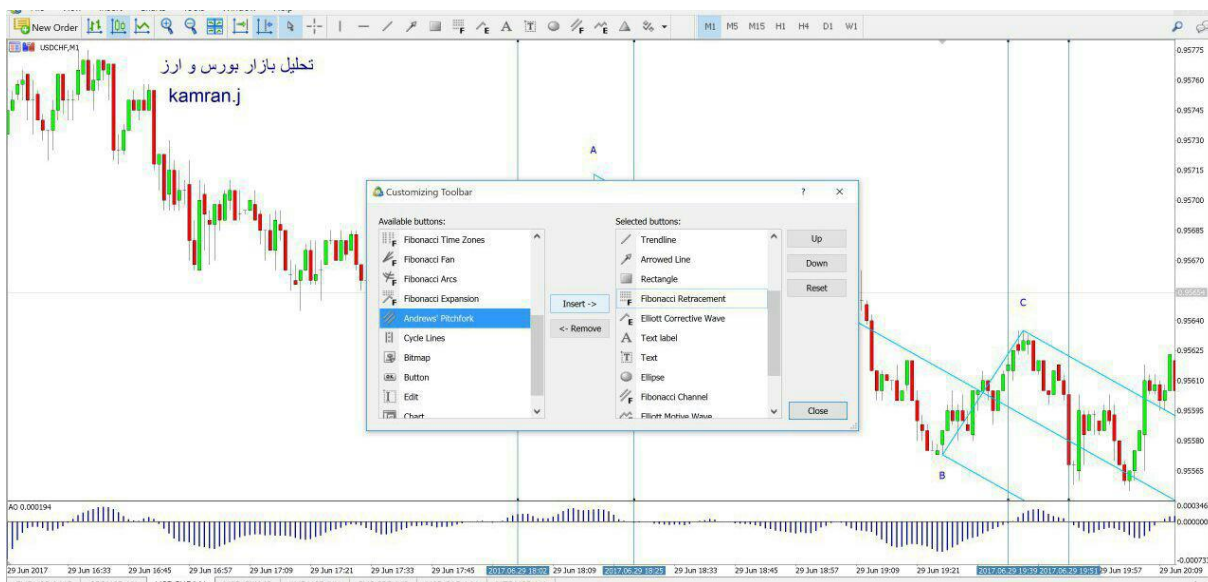 New Order
M1 M5 M15 H1 H4 D1 W1
USDCHF,M1
تحلیل بازار بورس و ارز
kamran.j
A
Customizing Toolbar
Available buttons:
Fibonacci Time Zones
Fibonacci Fan
Fibonacci Arcs
Fibonacci Expansion
Andrews' Pitchfork
Cycle Lines
Bitmap
Button
Edit
Chart
Insert ->
<- Remove
Selected buttons:
Trendline
Arrowed Line
Rectangle
Fibonacci Retracement
Elliott Corrective Wave
Text label
Text
Ellipse
Fibonacci Channel
Elliott Motive Wave
Up
Down
Reset
Close
C
B
0.95775
0.95760
0.95745
0.95730
0.95715
0.95700
0.95685
0.95670
0.95654
0.95640
0.95625
0.95610
0.95595
0.95580
0.95565
AO 0.000194
0.000346
0.000000
29 Jun 2017 29 Jun 16:33 29 Jun 16:45 29 Jun 16:57 29 Jun 17:09 29 Jun 17:21 29 Jun 17:33 29 Jun 17:45 2017.06.29 18:02 29 Jun 18:09 2017.06.29 18:25 29 Jun 18:33 29 Jun 18:45 29 Jun 18:57 29 Jun 19:09 29 Jun 19:21 2017.06.29 19:39 2017.06.29 19:51 29 Jun 19:57 29 Jun 20:09